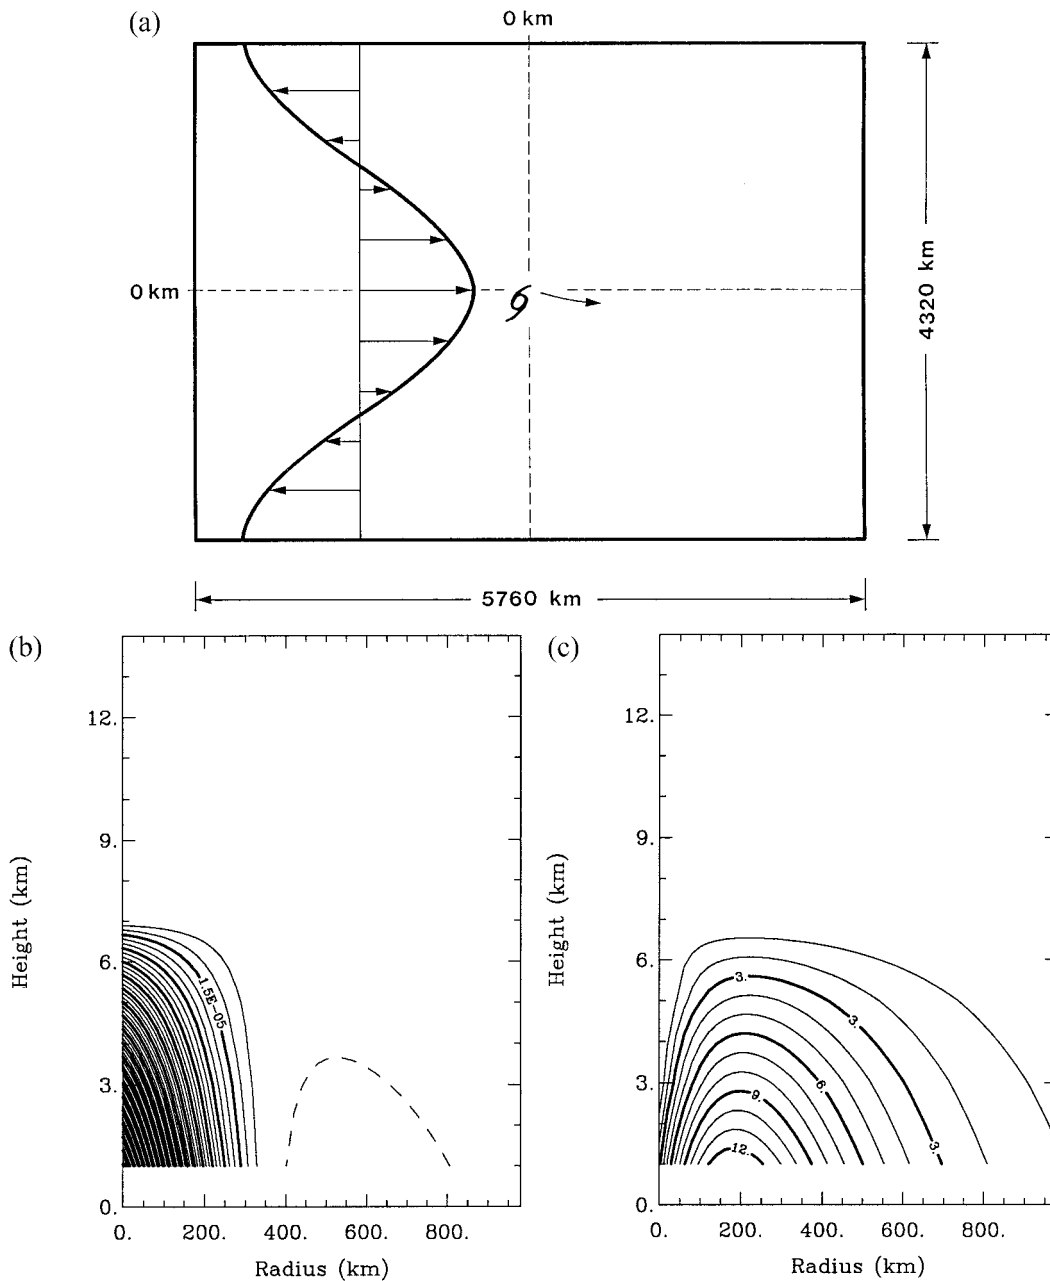 (a)
0 km
0 km
4320 km
5760 km
(b)
12.
9.
6.
3.
0.
Height (km)
1.5E-05
0. 200. 400. 600. 800.
Radius (km)
(c)
12.
9.
6.
3.
0.
Height (km)
3.
3.
6.
9.
3.
12.
0. 200. 400. 600. 800.
Radius (km)